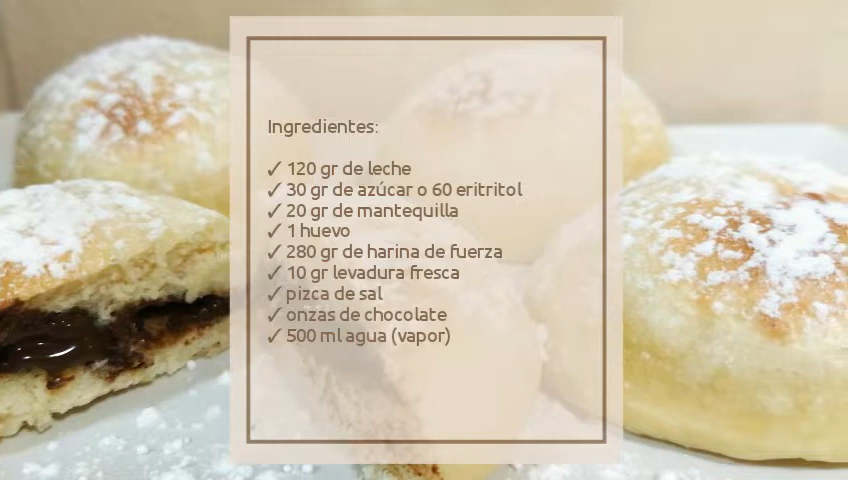 Ingredientes:
✓ 120 gr de leche
✓ 30 gr de azúcar o 60 eritritol
✓ 20 gr de mantequilla
✓ 1 huevo
✓ 280 gr de harina de fuerza
✓ 10 gr levadura fresca
✓ pizca de sal
✓ onzas de chocolate
✓ 500 ml agua (vapor)